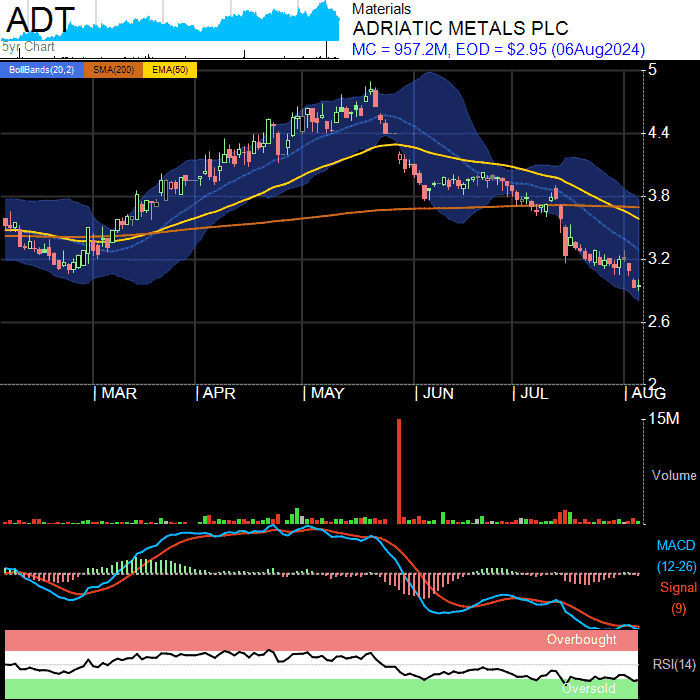 ADT
5yr Chart
Materials
ADRIATIC METALS PLC
MC = 957.2M, EOD = $2.95 (06Aug2024)
BollBands(20,2) SMA(200) EMA(50)
5
4.4
3.8
3.2
2.6
2
| MAR | APR | MAY | JUN | JUL | AUG
15M
Volume
MACD
(12-26)
Signal
(9)
Overbought
RSI(14)
Oversold